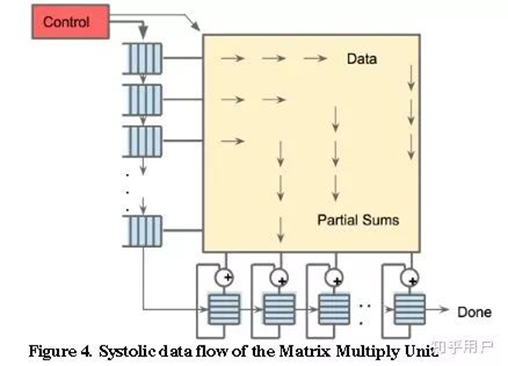 Control
Data
Partial Sums
+ + + +
Done
Figure 4. Systolic data flow of the Matrix Multiply Unit.
知乎用户